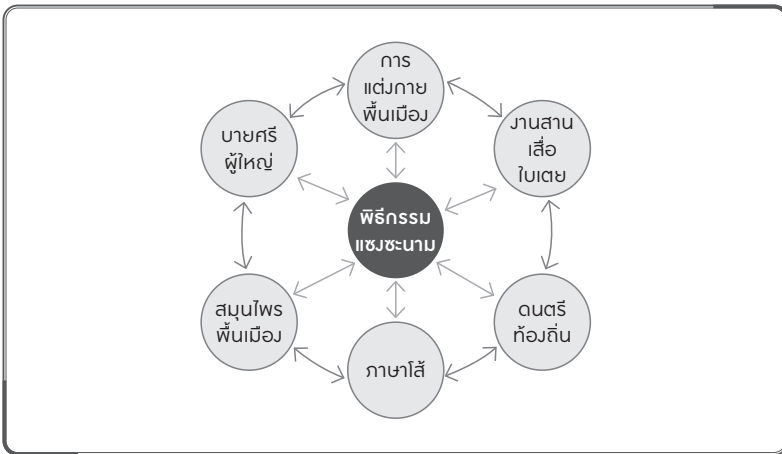 การ
แต่งกาย
พื้นเมือง
งานสาน
เสื่อ
ใบเตย
ดนตรี
ท้องถิ่น
ภาษาโส้
สมุนไพร
พื้นเมือง
บายศรี
ผู้ใหญ่
พิธีกรรม
แซงซะนาม